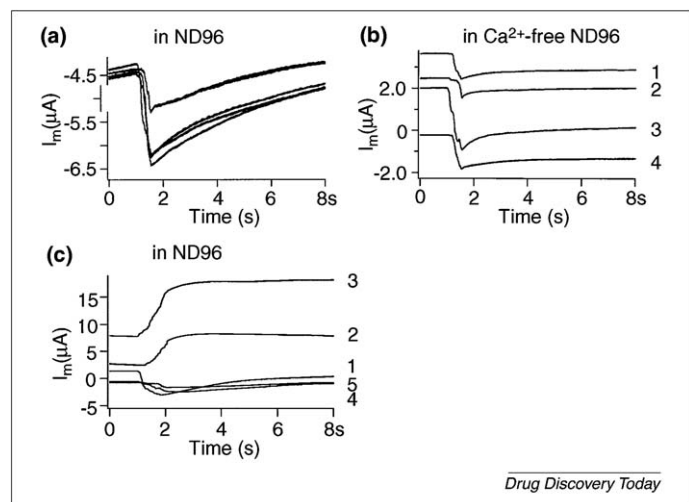 (a) in ND96
-4.5
-5.5
-6.5
I_m(μA)
0 2 4 6 8s
Time (s)
(b) in Ca²⁺-free ND96
2.0
0
-2.0
I_m(μA)
1
2
3
4
0 2 4 6 8s
Time (s)
(c) in ND96
15
10
5
0
-5
I_m(μA)
3
2
1
5
4
0 2 4 6 8s
Time (s)
Drug Discovery Today